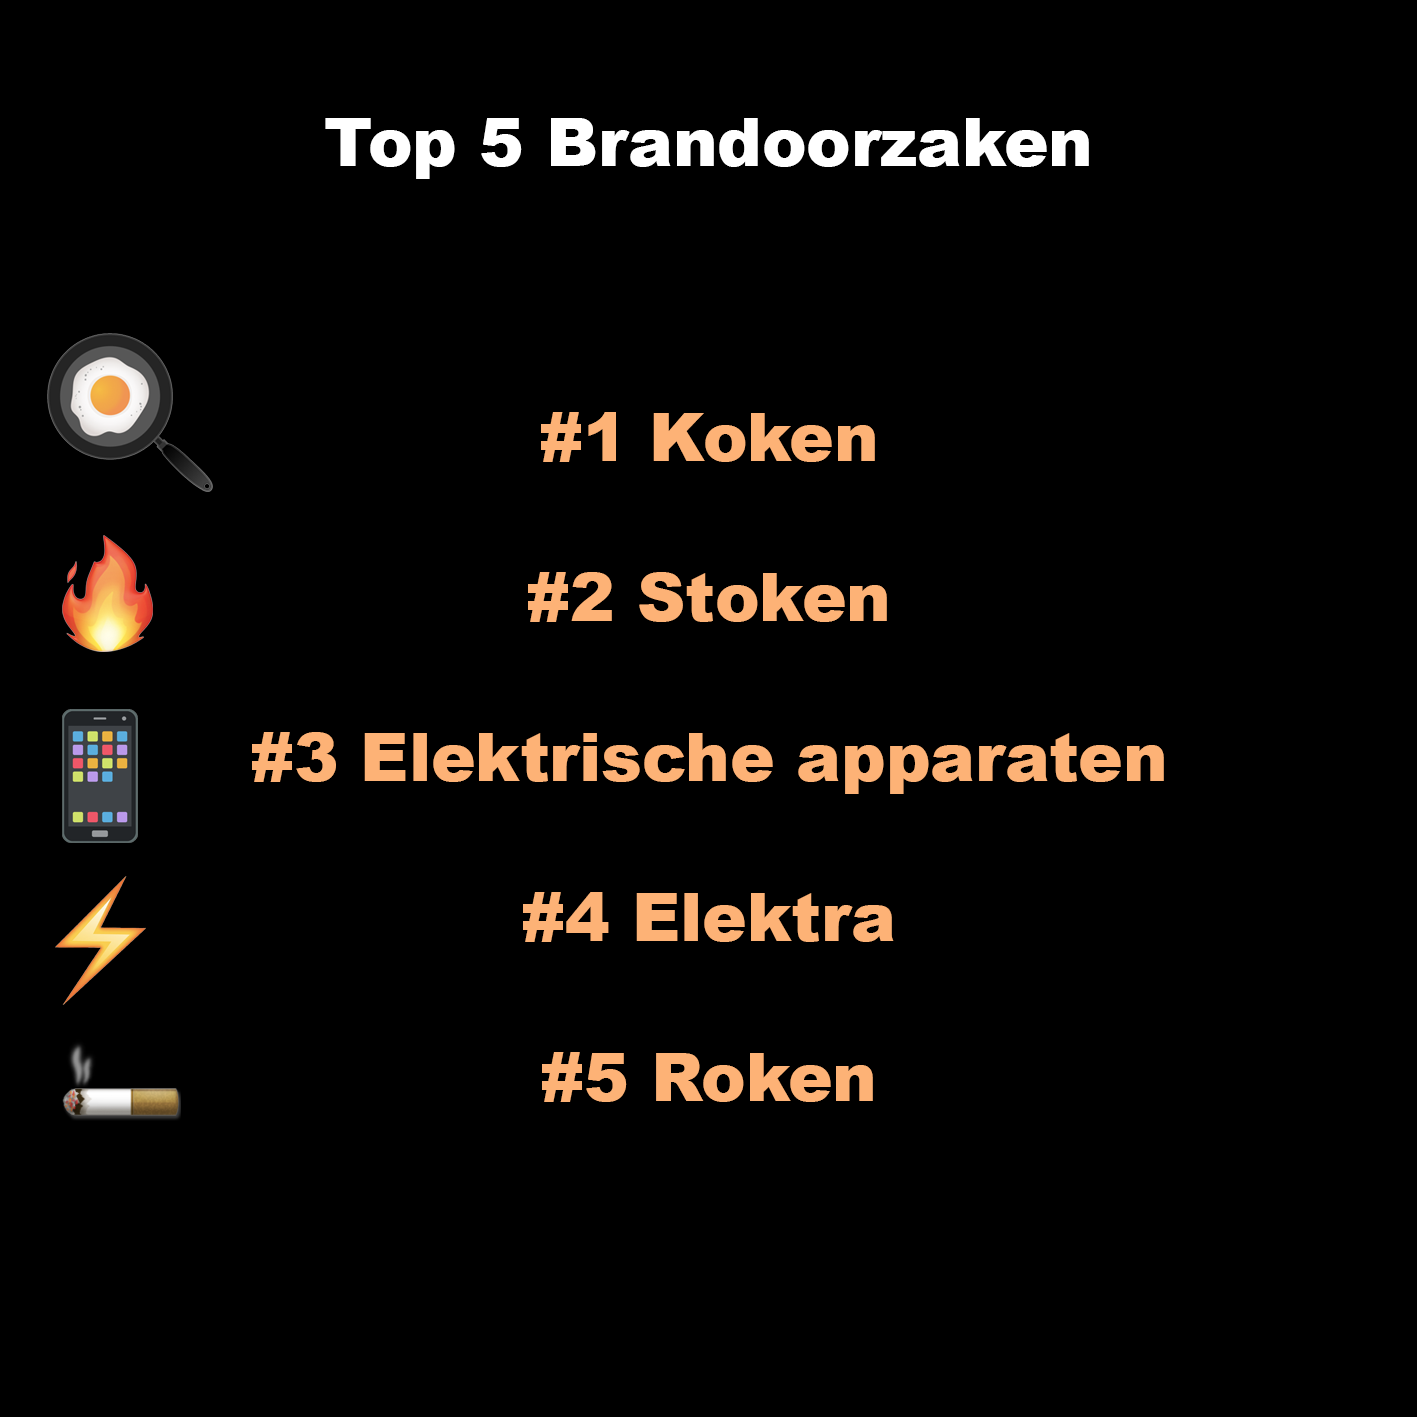 Top 5 Brandoorzaken
#1 Koken
#2 Stoken
#3 Elektrische apparaten
#4 Elektra
#5 Roken